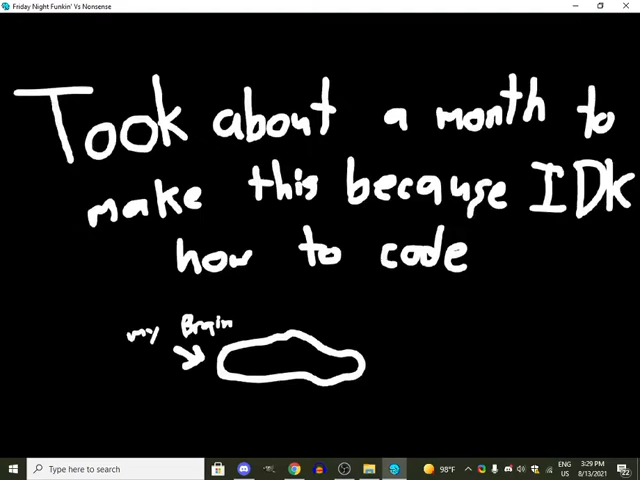 Friday Night Funkin' Vs Nonsense
Took about a month to
make this because IDK
how to code
my Brain
Type here to search
98°F
ENG
US
3:29 PM
8/13/2021
22